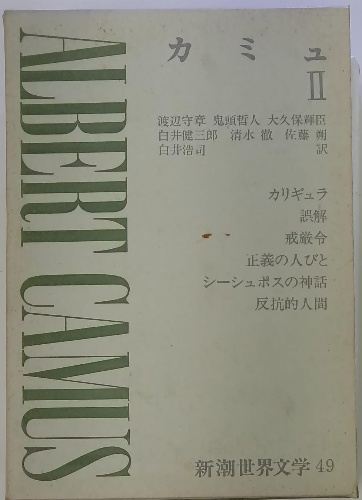 ALBERT CAMUS
カミュ
II
渡辺守章 鬼頭哲人 大久保輝臣
白井健三郎 清水徹 佐藤朔
白井浩司 訳
カリギュラ
誤解
戒厳令
正義の人びと
シーシュポスの神話
反抗的人間
新潮世界文学 49